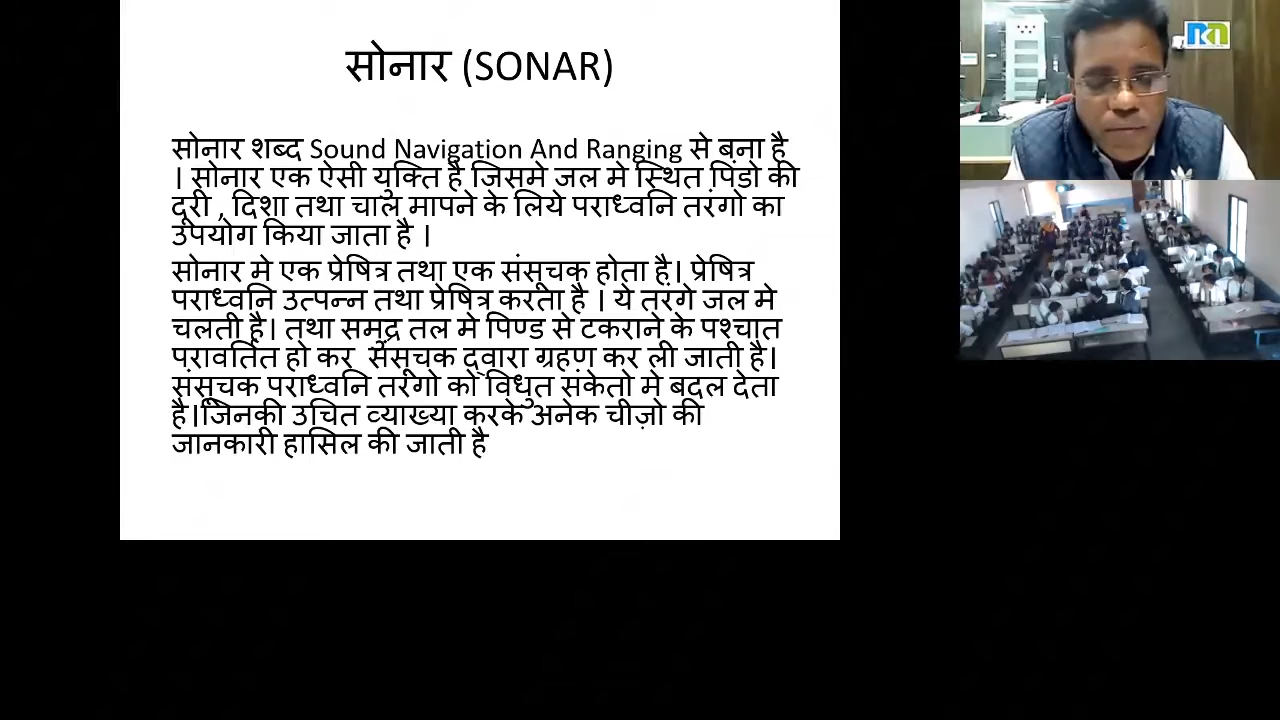 सोनार (SONAR)
सोनार शब्द Sound Navigation And Ranging से बना है
। सोनार एक ऐसी युक्ति है जिसमे जल मे स्थित पिंडो की
दूरी , दिशा तथा चाल मापने के लिये पराध्वनि तरंगो का
उपयोग किया जाता है ।
सोनार मे एक प्रेषित्र तथा एक संसूचक होता है। प्रेषित्र
पराध्वनि उत्पन्न तथा प्रेषित्र करता है । ये तरंगे जल मे
चलती है। तथा समुद्र तल मे पिण्ड से टकराने के पश्चात
परावर्तित हो कर संसूचक द्वारा ग्रहण कर ली जाती है।
संसूचक पराध्वनि तरंगो को विधुत संकेतो मे बदल देता
है।जिनकी उचित व्याख्या करके अनेक चीज़ो की
जानकारी हासिल की जाती है